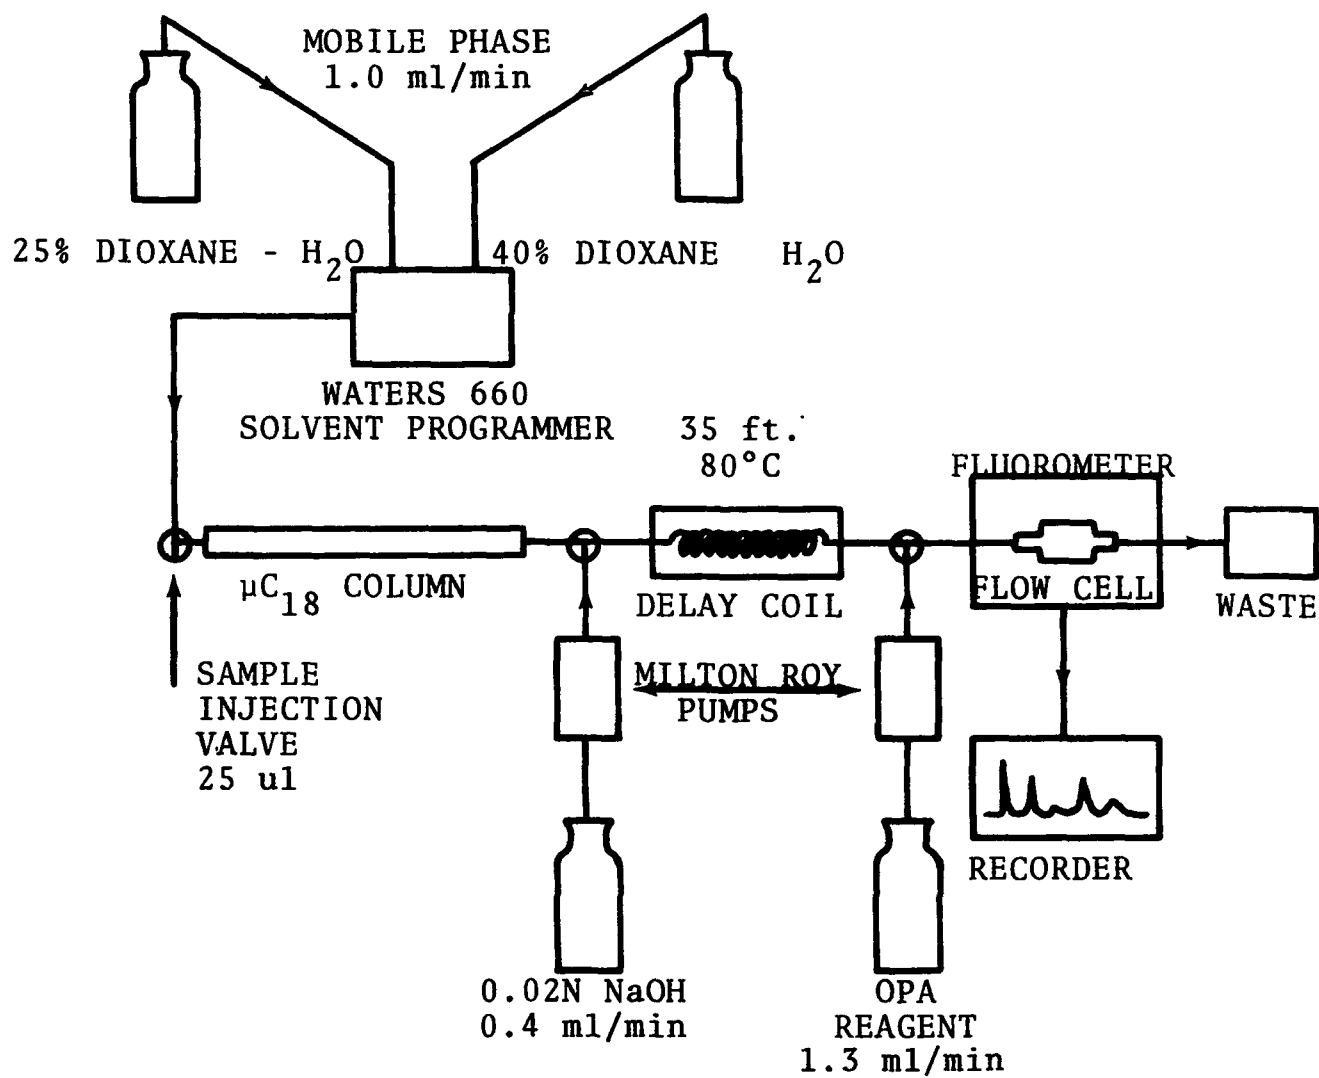 MOBILE PHASE
1.0 ml/min
25% DIOXANE - H₂O
40% DIOXANE H₂O
WATERS 660
SOLVENT PROGRAMMER
35 ft.
80°C
FLUOROMETER
µC₁₈ COLUMN
DELAY COIL
FLOW CELL
WASTE
SAMPLE
INJECTION
VALVE
25 ul
MILTON ROY
PUMPS
RECORDER
0.02N NaOH
0.4 ml/min
OPA
REAGENT
1.3 ml/min